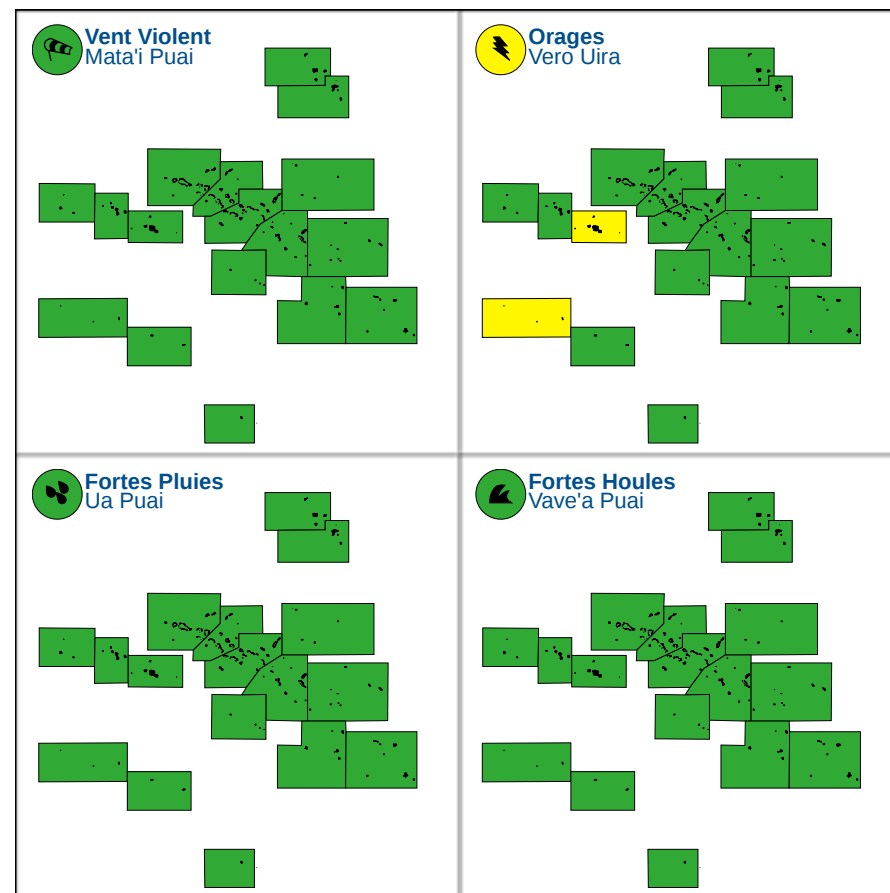 Vent Violent
Mata'i Puai
Orages
Vero Uira
Fortes Pluies
Ua Puai
Fortes Houles
Vave'a Puai